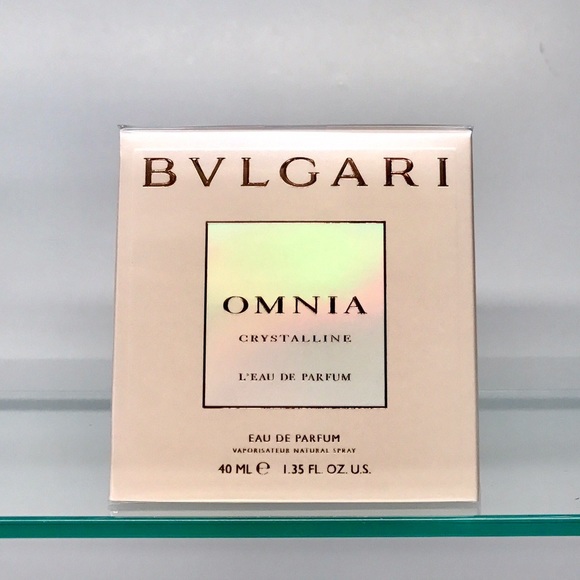 BVLGARI
OMNIA
CRYSTALLINE
L'EAU DE PARFUM
EAU DE PARFUM
VAPORISATEUR NATURAL SPRAY
40 ML ℮ 1.35 FL. OZ. U.S.